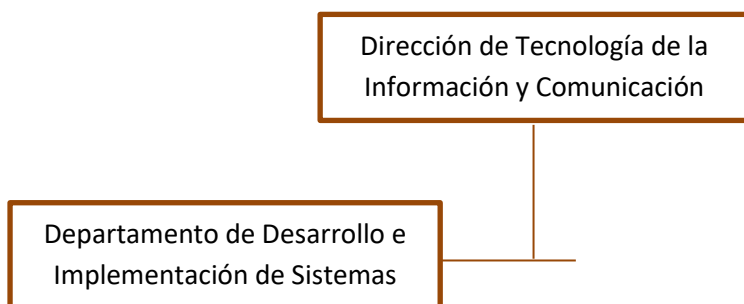 Dirección de Tecnología de la
Información y Comunicación
Departamento de Desarrollo e
Implementación de Sistemas